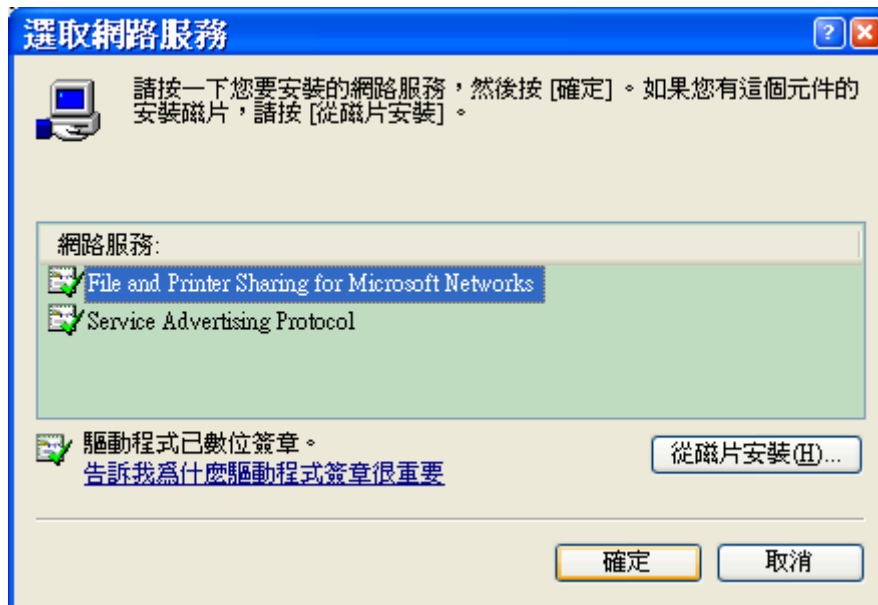 選取網路服務
請按一下您要安裝的網路服務，然後按 [確定] 。如果您有這個元件的
安裝磁片，請按 [從磁片安裝] 。
網路服務:
File and Printer Sharing for Microsoft Networks
Service Advertising Protocol
驅動程式已數位簽章。
告訴我為什麼驅動程式簽章很重要
從磁片安裝(H)...
確定
取消